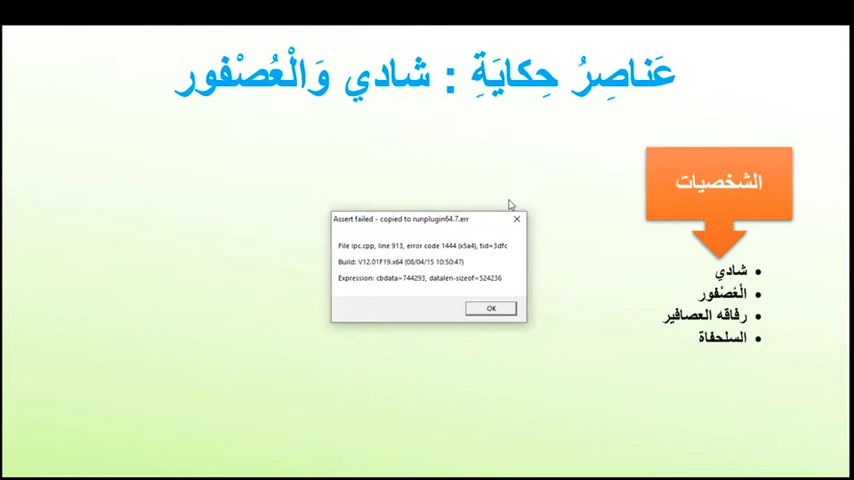 عَناصِرُ حِكايَةِ : شادي وَالْعُصْفور
الشخصيات
• شادي
• الْعُصْفور
• رفاقه العصافير
• السلحفاة
Assert failed - copied to runplugin64.7.err
File ipc.cpp, line 913, error code 1444 (x5a4), tid=3dfc
Build: V12.01F19.x64 (08/04/15 10:50:47)
Expression: cbdata=744293, datalen-sizeof=524236
OK